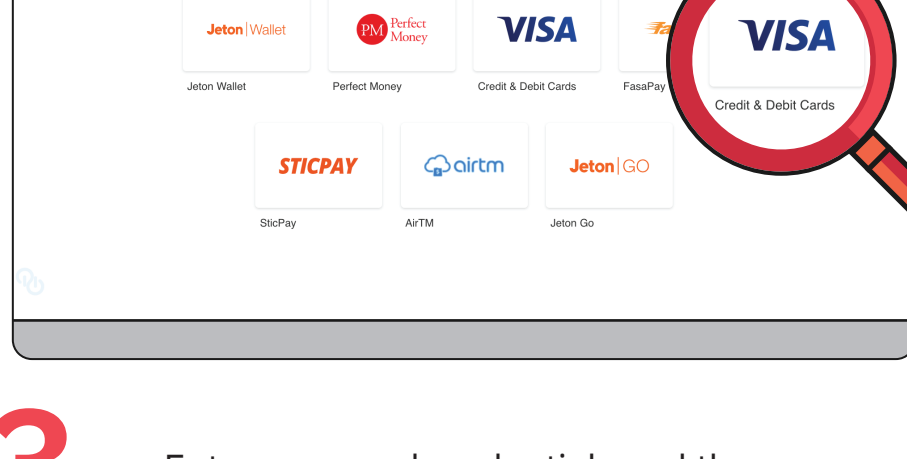 Jeton Wallet
PM Perfect Money
VISA
VISA
Jeton Wallet
Perfect Money
Credit & Debit Cards
FasaPay
Credit & Debit Cards
STICPAY
airtm
Jeton GO
SticPay
AirTM
Jeton Go
3